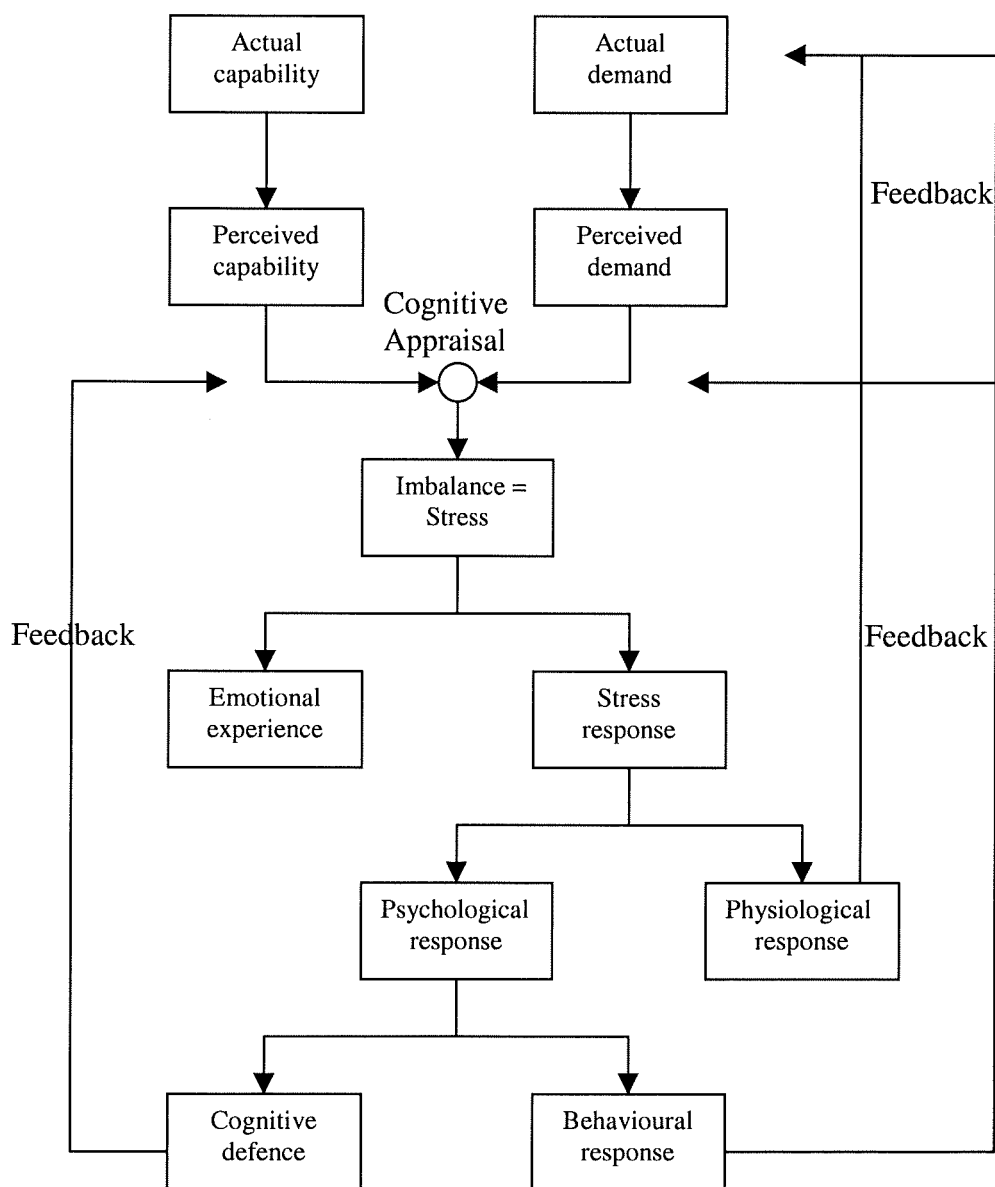 Actual
capability
Actual
demand
Feedback
Perceived
capability
Perceived
demand
Cognitive
Appraisal
Imbalance =
Stress
Feedback
Feedback
Emotional
experience
Stress
response
Psychological
response
Physiological
response
Cognitive
defence
Behavioural
response